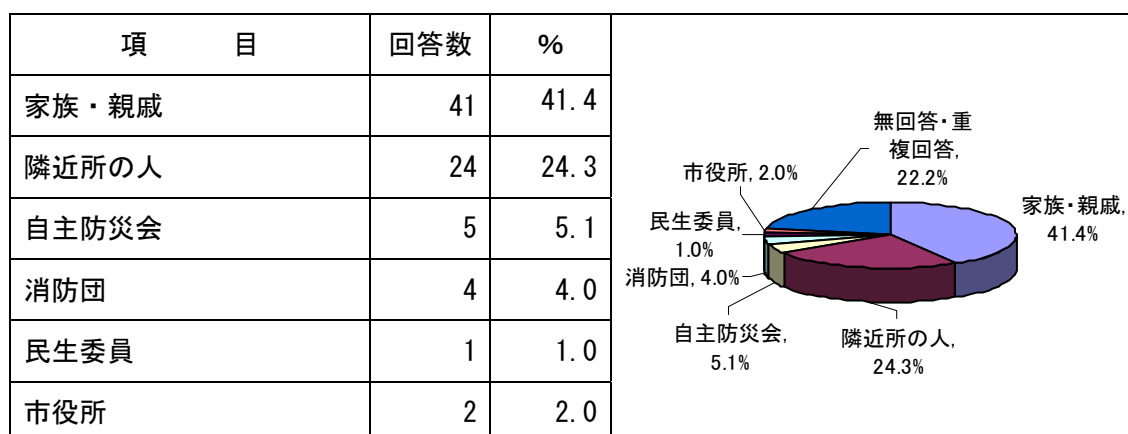 項 目 回答数 %
家族・親戚 41 41.4
隣近所の人 24 24.3
自主防災会 5 5.1
消防団 4 4.0
民生委員 1 1.0
市役所 2 2.0
無回答・重
複回答,
22.2%
市役所, 2.0%
家族・親戚,
41.4%
民生委員,
1.0%
消防団, 4.0%
自主防災会,
5.1%
隣近所の人,
24.3%